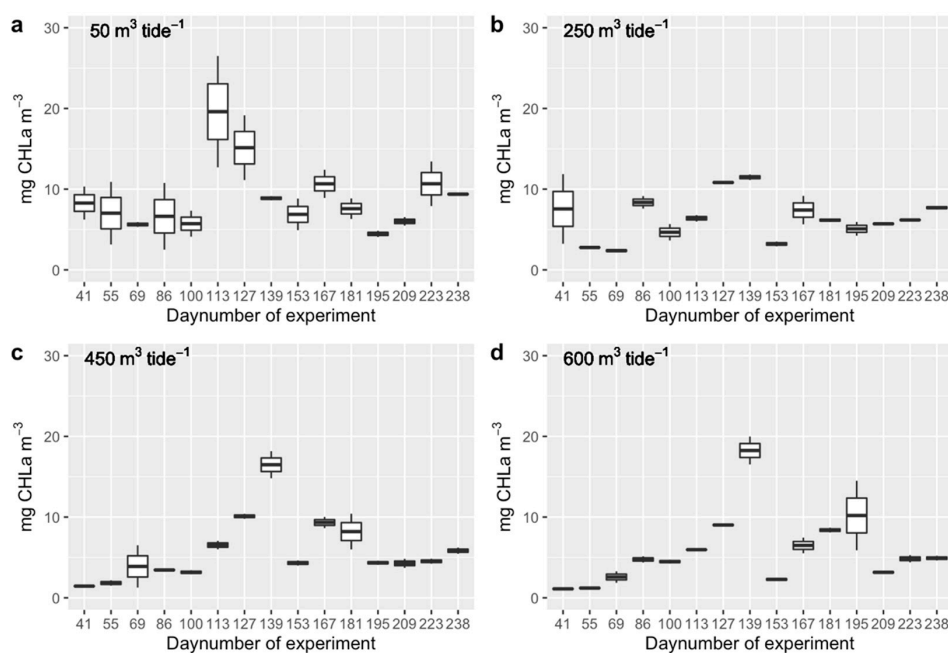 a 50 m³ tide⁻¹
b 250 m³ tide⁻¹
mg CHLa m⁻³
30
20
10
0
41 55 69 86 100 113 127 139 153 167 181 195 209 223 238
Daynumber of experiment
mg CHLa m⁻³
30
20
10
0
41 55 69 86 100 113 127 139 153 167 181 195 209 223 238
Daynumber of experiment
c 450 m³ tide⁻¹
d 600 m³ tide⁻¹
mg CHLa m⁻³
30
20
10
0
41 55 69 86 100 113 127 139 153 167 181 195 209 223 238
Daynumber of experiment
mg CHLa m⁻³
30
20
10
0
41 55 69 86 100 113 127 139 153 167 181 195 209 223 238
Daynumber of experiment